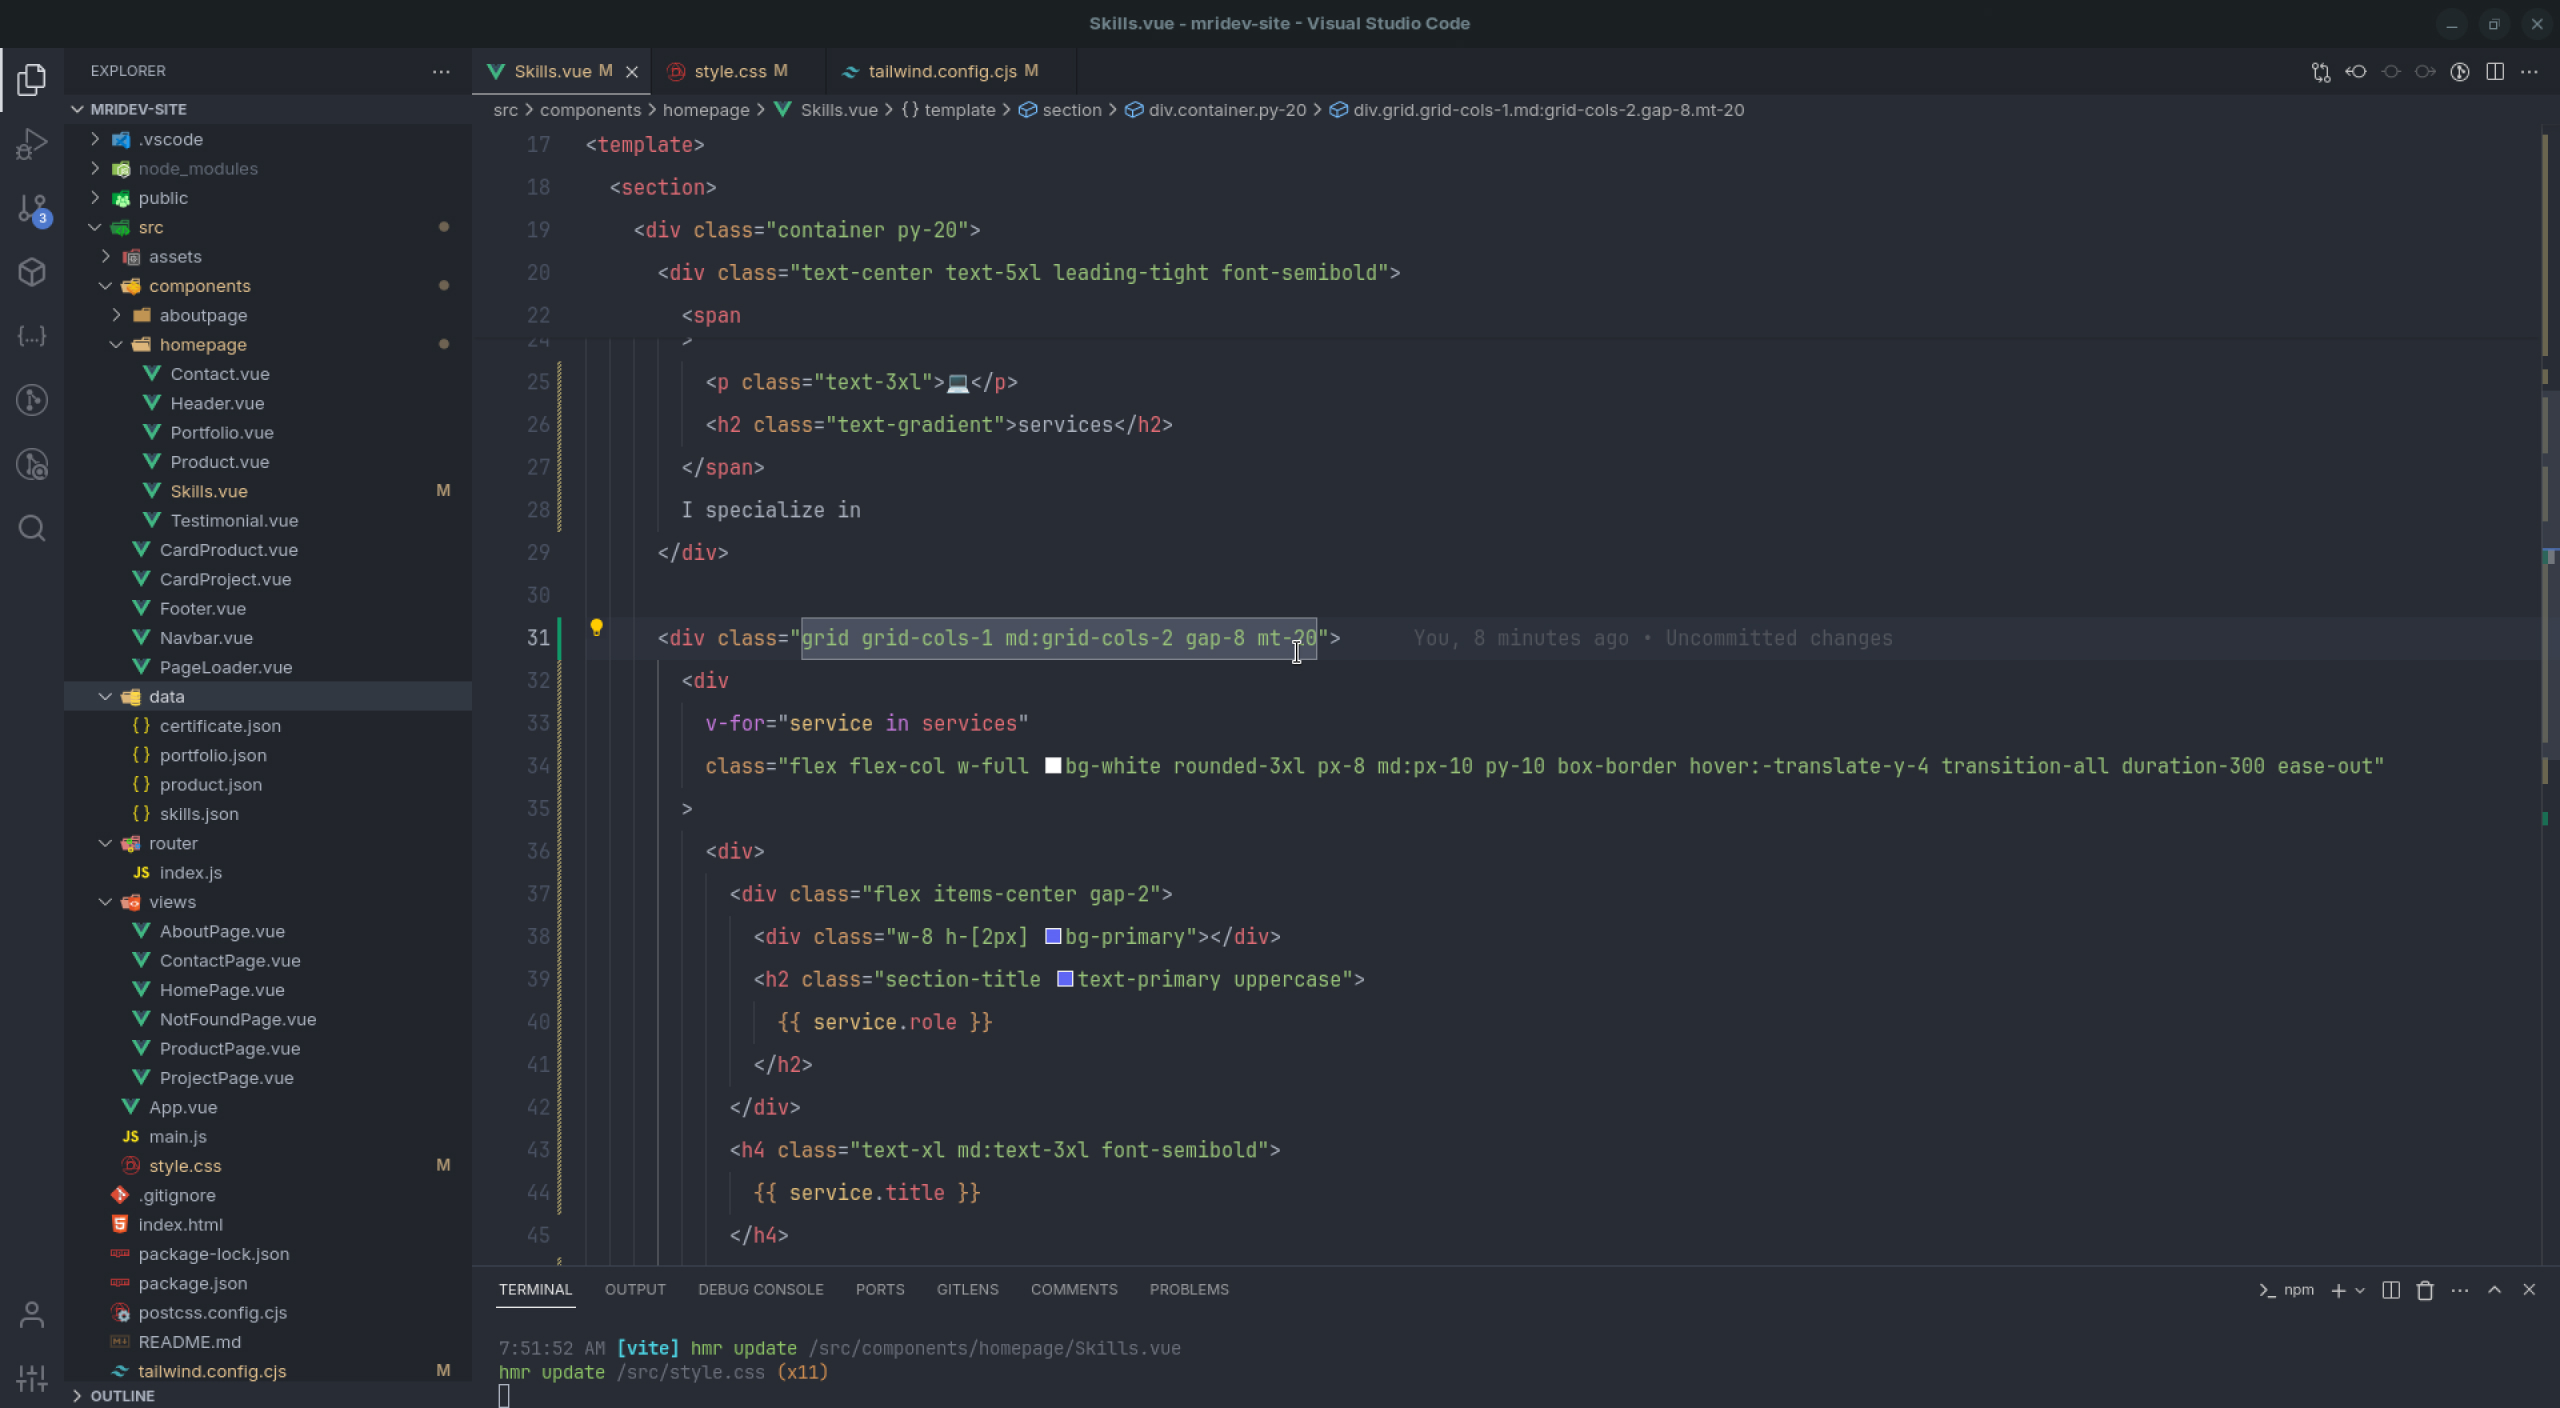 Skills.vue - mridev-site - Visual Studio Code
EXPLORER
MRIDEV-SITE
.vscode
node_modules
public
3
src
assets
components
aboutpage
homepage
Contact.vue
Header.vue
Portfolio.vue
Product.vue
Skills.vue M
Testimonial.vue
CardProduct.vue
CardProject.vue
Footer.vue
Navbar.vue
PageLoader.vue
data
{} certificate.json
{} portfolio.json
{} product.json
{} skills.json
router
JS index.js
views
AboutPage.vue
ContactPage.vue
HomePage.vue
NotFoundPage.vue
ProductPage.vue
ProjectPage.vue
App.vue
JS main.js
style.css M
.gitignore
index.html
package-lock.json
package.json
postcss.config.cjs
README.md
tailwind.config.cjs M
OUTLINE
Skills.vue M style.css M tailwind.config.cjs M
src > components > homepage > Skills.vue > {} template > section > div.container.py-20 > div.grid.grid-cols-1.md:grid-cols-2.gap-8.mt-20
17 <template>
18 <section>
19 <div class="container py-20">
20 <div class="text-center text-5xl leading-tight font-semibold">
22 <span
24 >
25 <p class="text-3xl">💻</p>
26 <h2 class="text-gradient">services</h2>
27 </span>
28 I specialize in
29 </div>
30
31 <div class="grid grid-cols-1 md:grid-cols-2 gap-8 mt-20"> You, 8 minutes ago • Uncommitted changes
32 <div
33 v-for="service in services"
34 class="flex flex-col w-full bg-white rounded-3xl px-8 md:px-10 py-10 box-border hover:-translate-y-4 transition-all duration-300 ease-out"
35 >
36 <div>
37 <div class="flex items-center gap-2">
38 <div class="w-8 h-[2px] bg-primary"></div>
39 <h2 class="section-title text-primary uppercase">
40 {{ service.role }}
41 </h2>
42 </div>
43 <h4 class="text-xl md:text-3xl font-semibold">
44 {{ service.title }}
45 </h4>
TERMINAL OUTPUT DEBUG CONSOLE PORTS GITLENS COMMENTS PROBLEMS npm
7:51:52 AM [vite] hmr update /src/components/homepage/Skills.vue
hmr update /src/style.css (x11)